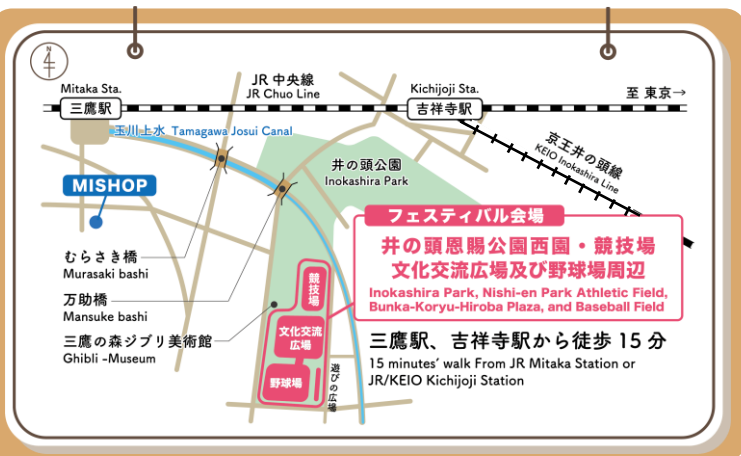 N
JR 中央線
JR Chuo Line
Mitaka Sta.
三鷹駅
Kichijoji Sta.
吉祥寺駅
至 東京→
玉川上水 Tamagawa Josui Canal
京王井の頭線
KEIO Inokashira Line
井の頭公園
Inokashira Park
MISHOP
フェスティバル会場
井の頭恩賜公園西園・競技場
文化交流広場及び野球場周辺
Inokashira Park, Nishi-en Park Athletic Field,
Bunka-Koryu-Hiroba Plaza, and Baseball Field
むらさき橋
Murasaki bashi
万助橋
Mansuke bashi
三鷹の森ジブリ美術館
Ghibli -Museum
競技場
文化交流
広場
野球場
遊びの広場
三鷹駅、吉祥寺駅から徒歩 15 分
15 minutes' walk From JR Mitaka Station or
JR/KEIO Kichijoji Station